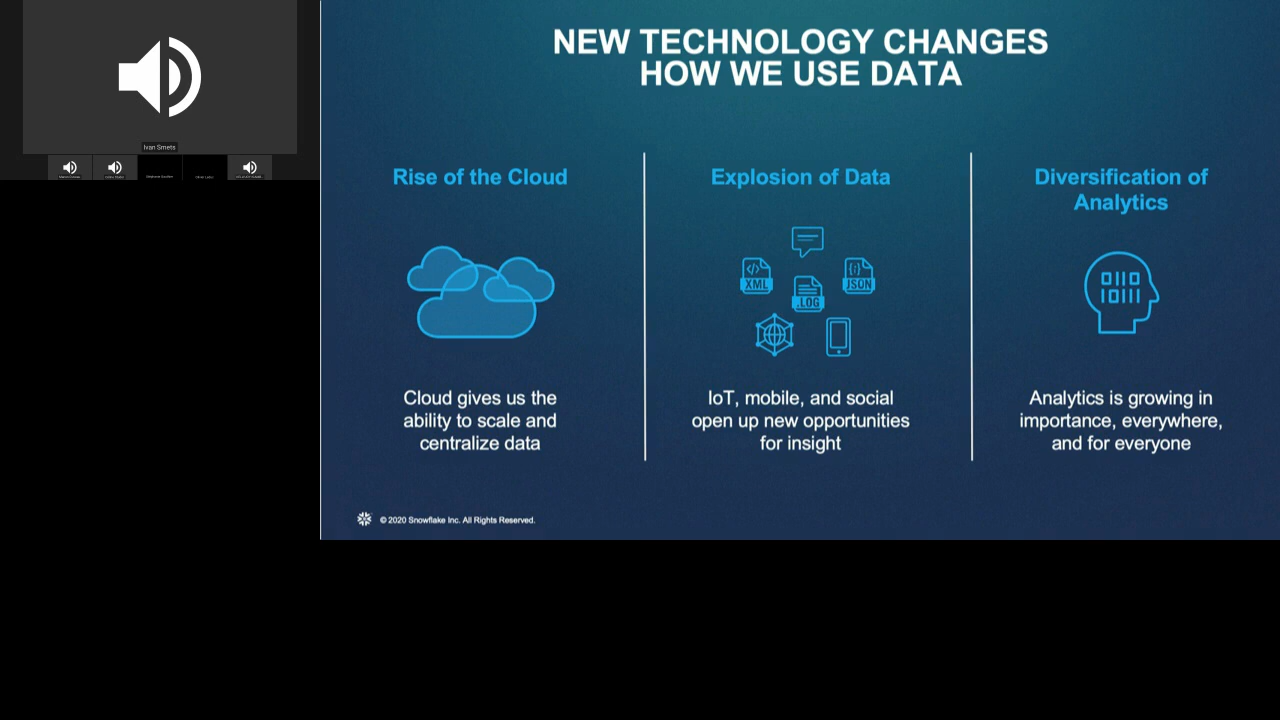 Ivan Smets
NEW TECHNOLOGY CHANGES
HOW WE USE DATA
Rise of the Cloud
Cloud gives us the
ability to scale and
centralize data
Explosion of Data
XML
.LOG
JSON
IoT, mobile, and social
open up new opportunities
for insight
Diversification of
Analytics
0110
10111
Analytics is growing in
importance, everywhere,
and for everyone
© 2020 Snowflake Inc. All Rights Reserved.